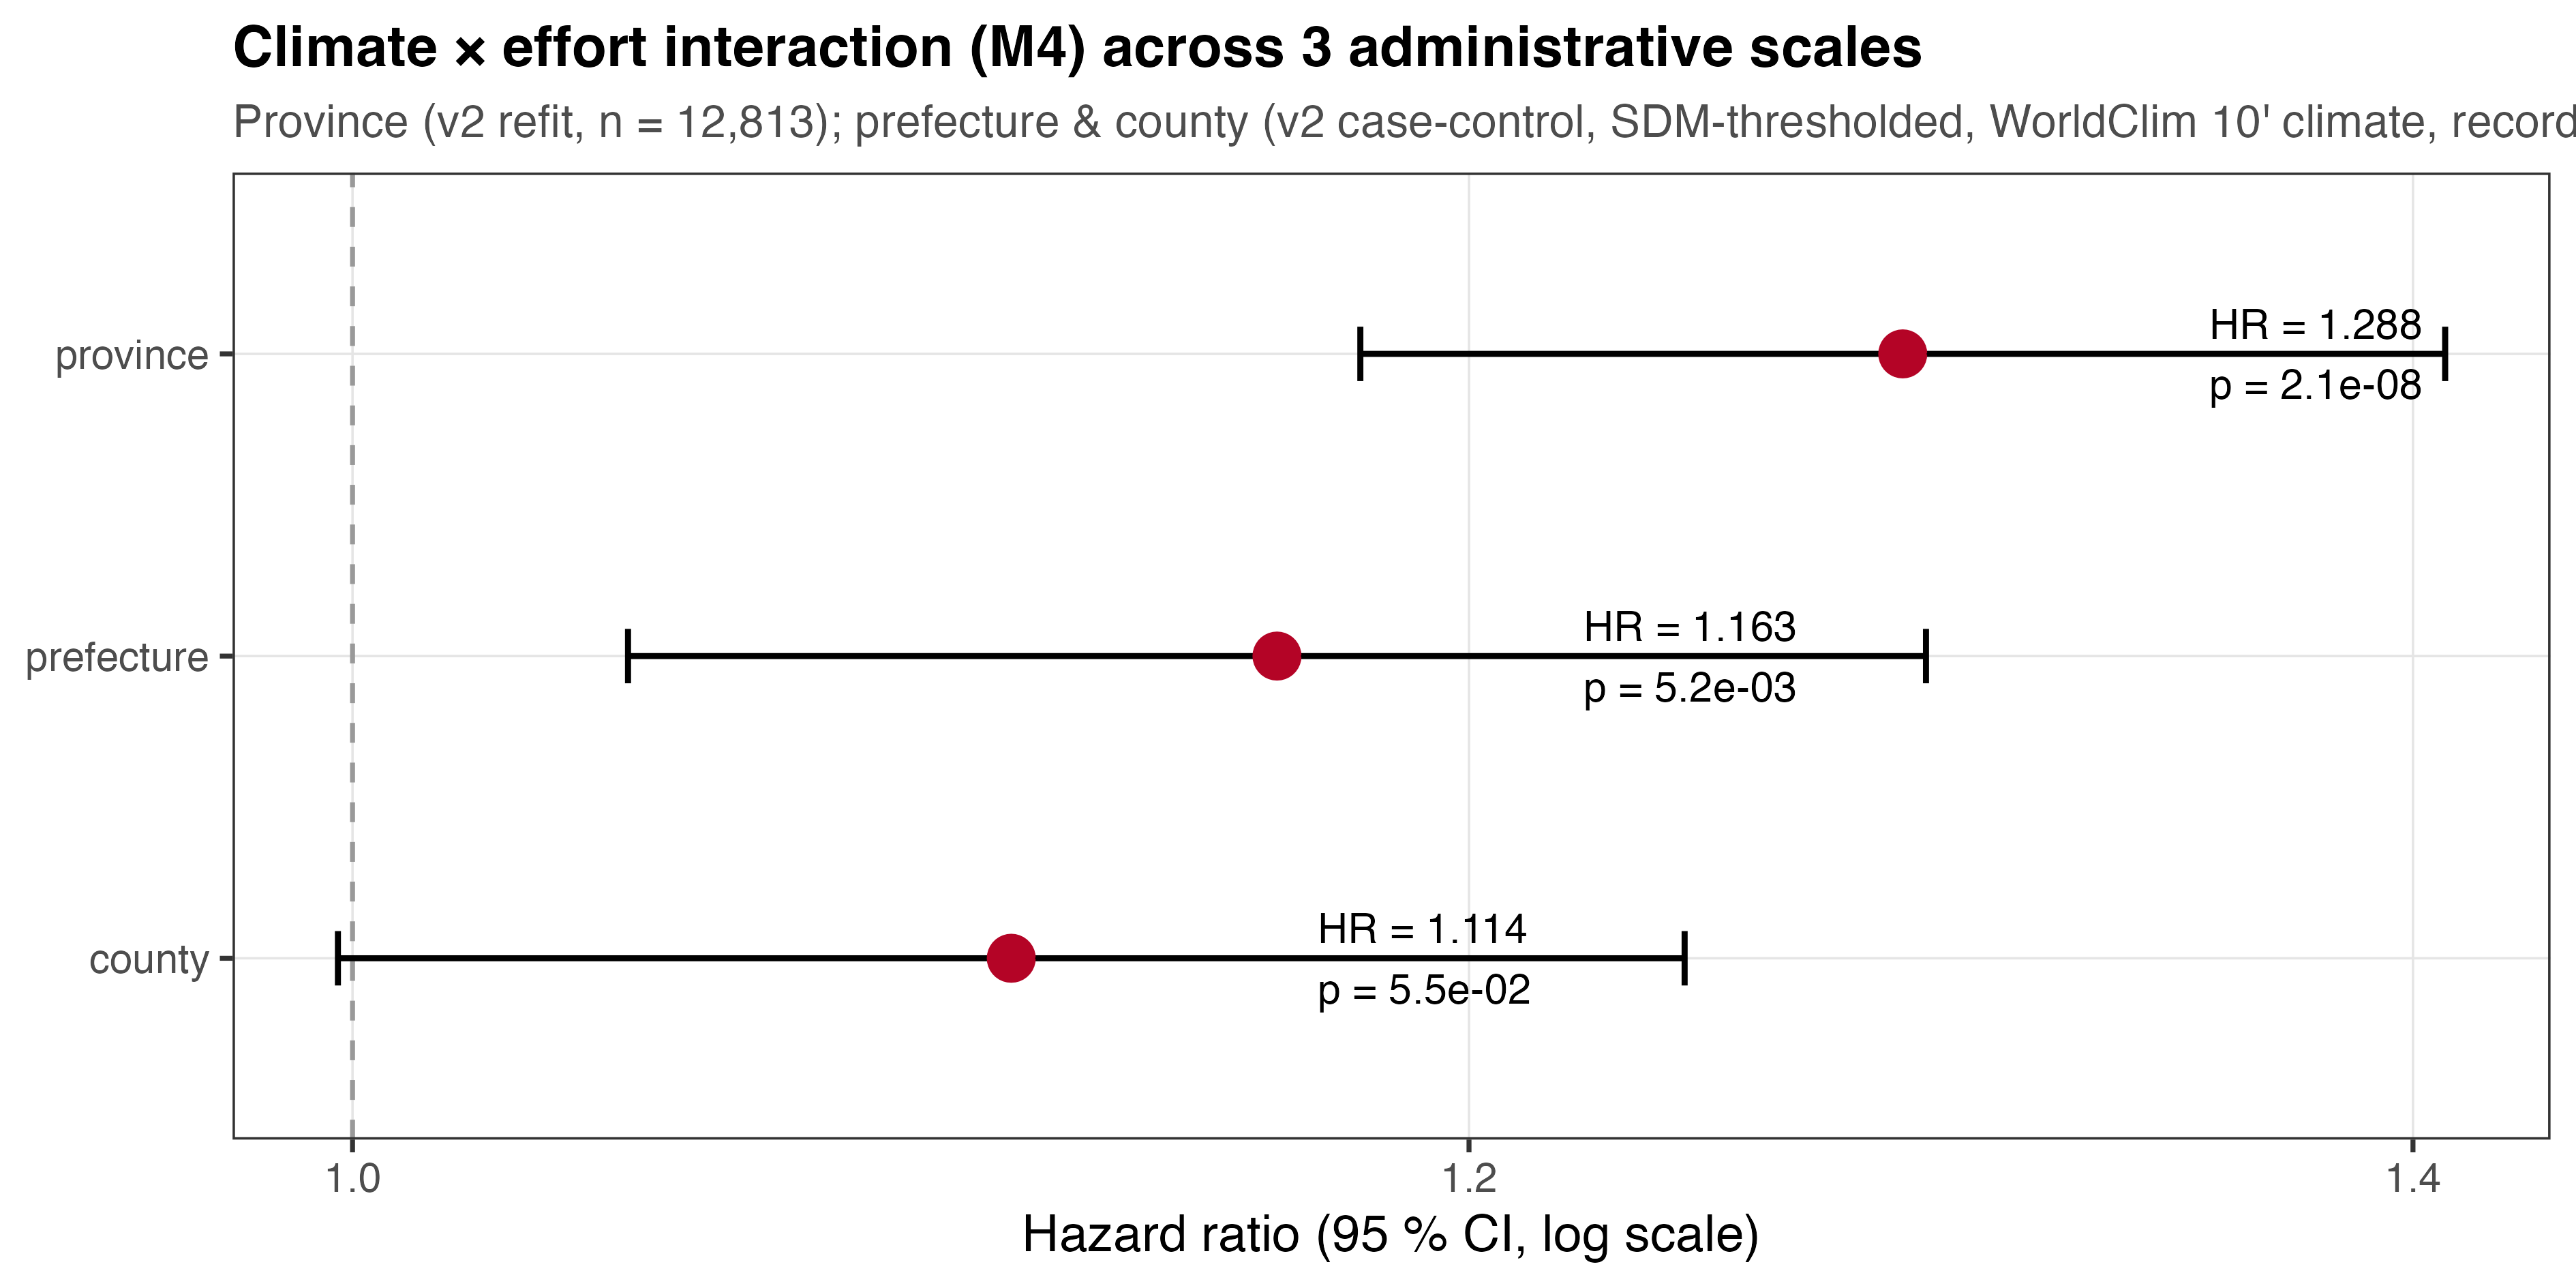 Climate × effort interaction (M4) across 3 administrative scales
Province (v2 refit, n = 12,813); prefecture & county (v2 case-control, SDM-thresholded, WorldClim 10' climate, record
province
HR = 1.288
p = 2.1e-08
prefecture
HR = 1.163
p = 5.2e-03
county
HR = 1.114
p = 5.5e-02
1.0
1.2
1.4
Hazard ratio (95 % CI, log scale)